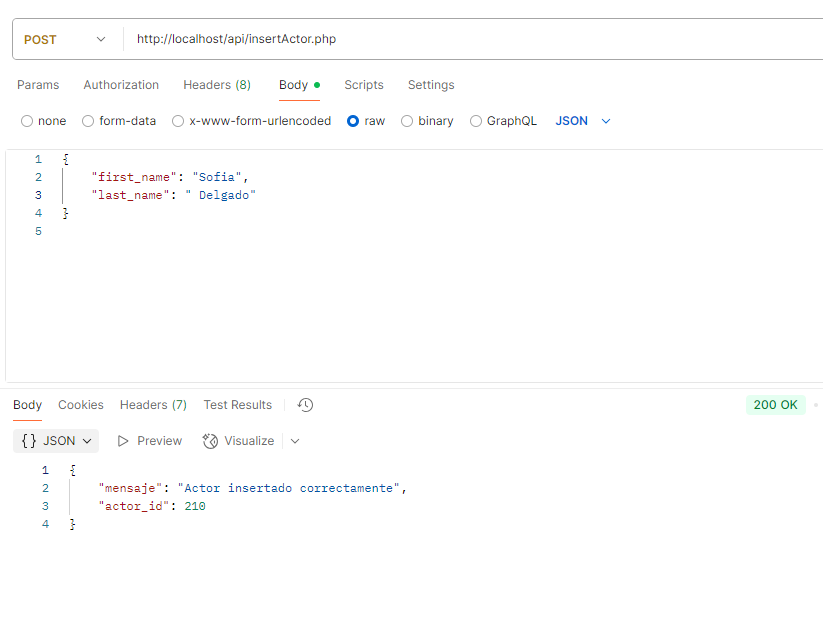 POST http://localhost/api/insertActor.php
Params Authorization Headers (8) Body Scripts Settings
none form-data x-www-form-urlencoded raw binary GraphQL JSON
1 {
2 "first_name": "Sofia",
3 "last_name": " Delgado"
4 }
5
Body Cookies Headers (7) Test Results 200 OK
{} JSON Preview Visualize
1 {
2 "mensaje": "Actor insertado correctamente",
3 "actor_id": 210
4 }